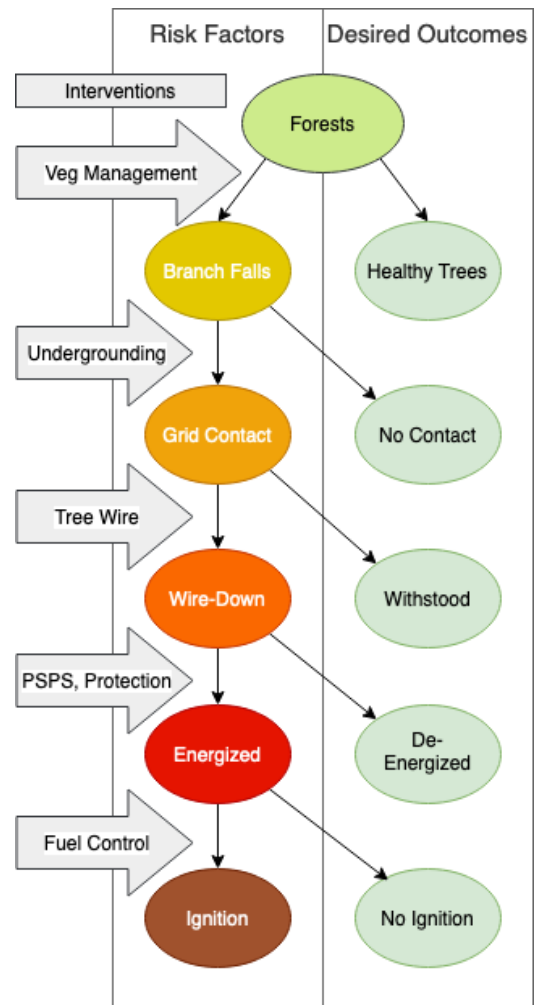 Risk Factors
Desired Outcomes
Interventions
Forests
Veg Management
Branch Falls
Healthy Trees
Undergrounding
Grid Contact
No Contact
Tree Wire
Wire-Down
Withstood
PSPS, Protection
Energized
De-
Energized
Fuel Control
Ignition
No Ignition